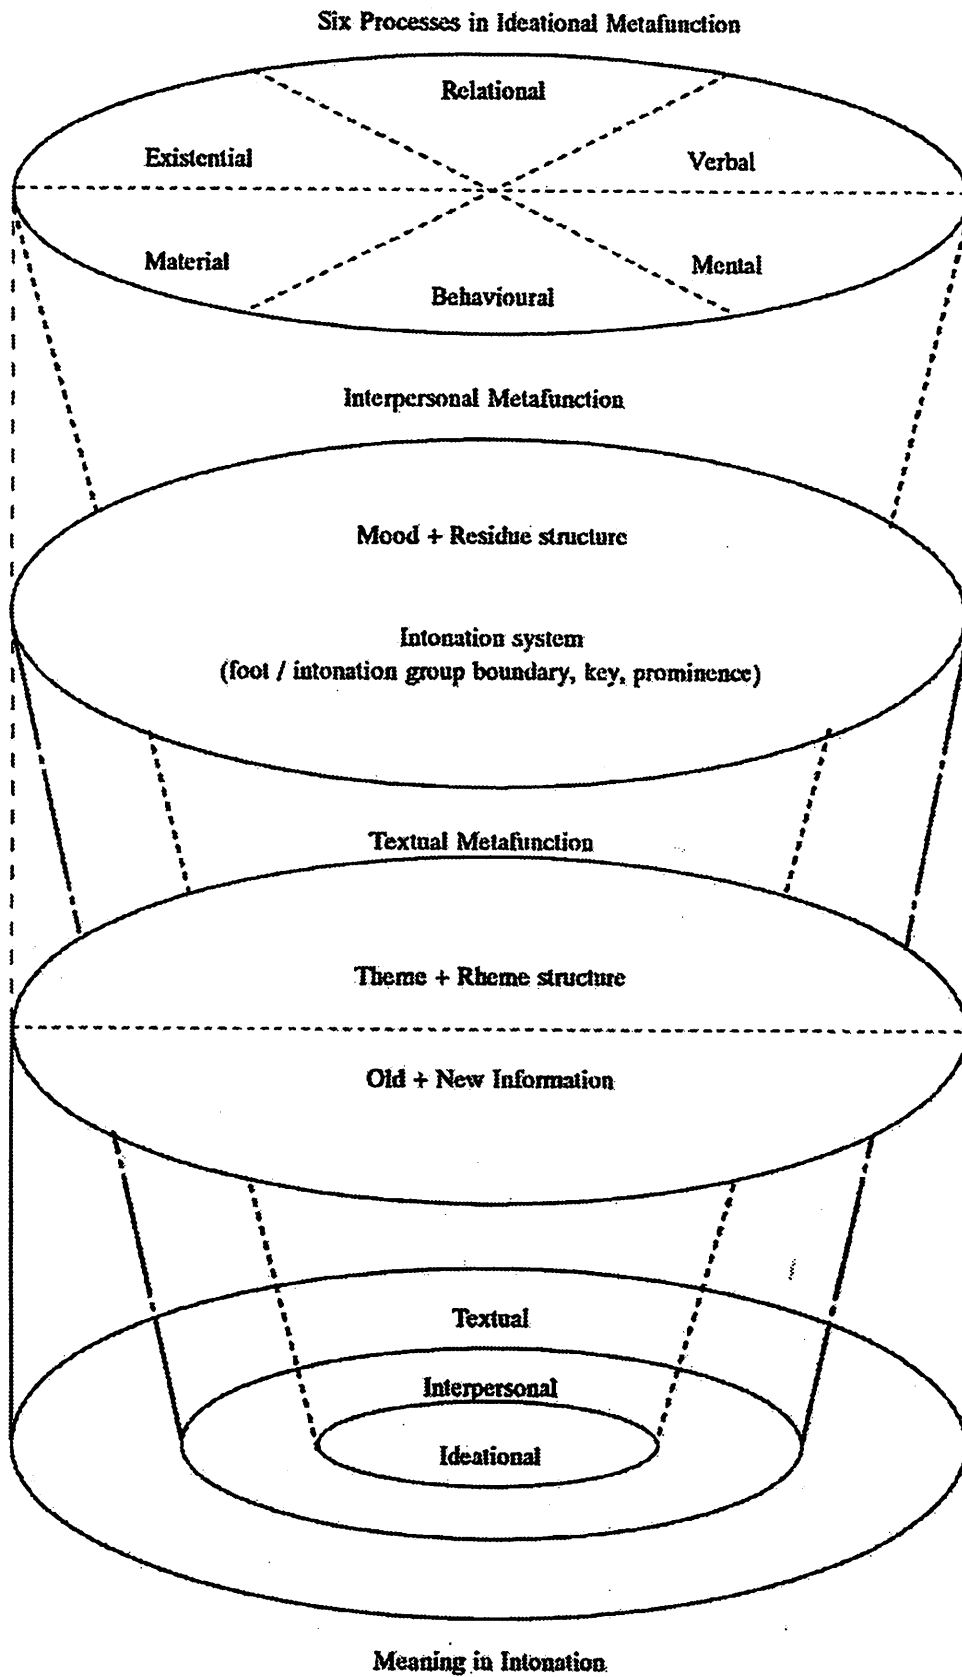 Six Processes in Ideational Metafunction
Relational
Existential
Verbal
Material
Mental
Behavioural
Interpersonal Metafunction
Mood + Residue structure
Intonation system
(foot / intonation group boundary, key, prominence)
Textual Metafunction
Theme + Rheme structure
Old + New Information
Textual
Interpersonal
Ideational
Meaning in Intonation